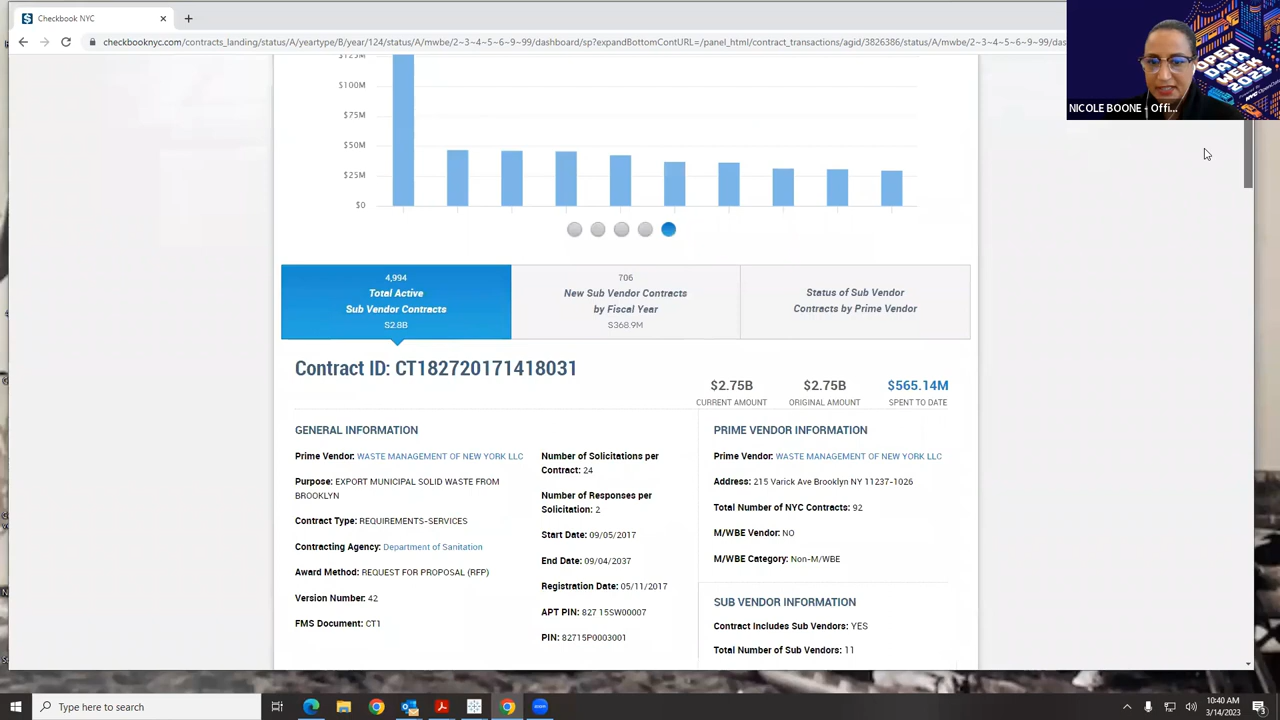 Checkbook NYC
checkbooknyc.com/contracts_landing/status/A/yeartype/B/year/124/status/A/mwbe/2~3~4~5~6~9~99/dashboard/sp?expandBottomContURL=/panel_html/contract_transactions/agid/3826386/status/A/mwbe/2~3~4~5~6~9~99/dash
OPEN
DATA
WEEK
2023
NICOLE BOONE - Offi...
$125M
$100M
$75M
$50M
$25M
$0
4,994
Total Active
Sub Vendor Contracts
$2.8B
706
New Sub Vendor Contracts
by Fiscal Year
$368.9M
Status of Sub Vendor
Contracts by Prime Vendor
Contract ID: CT182720171418031
$2.75B
CURRENT AMOUNT
$2.75B
ORIGINAL AMOUNT
$565.14M
SPENT TO DATE
GENERAL INFORMATION
Prime Vendor: WASTE MANAGEMENT OF NEW YORK LLC
Purpose: EXPORT MUNICIPAL SOLID WASTE FROM
BROOKLYN
Contract Type: REQUIREMENTS-SERVICES
Contracting Agency: Department of Sanitation
Award Method: REQUEST FOR PROPOSAL (RFP)
Version Number: 42
FMS Document: CT1
Number of Solicitations per
Contract: 24
Number of Responses per
Solicitation: 2
Start Date: 09/05/2017
End Date: 09/04/2037
Registration Date: 05/11/2017
APT PIN: 827 15SW00007
PIN: 82715P0003001
PRIME VENDOR INFORMATION
Prime Vendor: WASTE MANAGEMENT OF NEW YORK LLC
Address: 215 Varick Ave Brooklyn NY 11237-1026
Total Number of NYC Contracts: 92
M/WBE Vendor: NO
M/WBE Category: Non-M/WBE
SUB VENDOR INFORMATION
Contract Includes Sub Vendors: YES
Total Number of Sub Vendors: 11
Type here to search
10:40 AM
3/14/2023